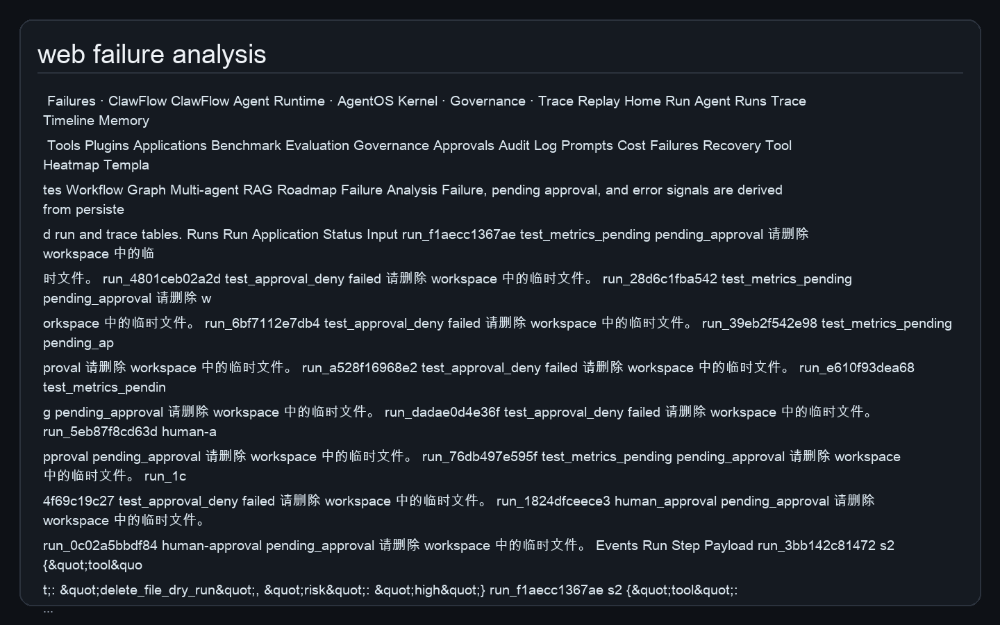 web failure analysis
Failures · ClawFlow ClawFlow Agent Runtime · AgentOS Kernel · Governance · Trace Replay Home Run Agent Runs Trace
Timeline Memory
Tools Plugins Applications Benchmark Evaluation Governance Approvals Audit Log Prompts Cost Failures Recovery Tool
Heatmap Templa
tes Workflow Graph Multi-agent RAG Roadmap Failure Analysis Failure, pending approval, and error signals are derived
from persiste
d run and trace tables. Runs Run Application Status Input run_f1aecc1367ae test_metrics_pending pending_approval 请删除
workspace 中的临
时文件。 run_4801ceb02a2d test_approval_deny failed 请删除 workspace 中的临时文件。 run_28d6c1fba542 test_metrics_pending
pending_approval 请删除 w
orkspace 中的临时文件。 run_6bf7112e7db4 test_approval_deny failed 请删除 workspace 中的临时文件。 run_39eb2f542e98 test_metrics_pending
pending_ap
proval 请删除 workspace 中的临时文件。 run_a528f16968e2 test_approval_deny failed 请删除 workspace 中的临时文件。 run_e610f93dea68
test_metrics_pendin
g pending_approval 请删除 workspace 中的临时文件。 run_dadae0d4e36f test_approval_deny failed 请删除 workspace 中的临时文件。
run_5eb87f8cd63d human-a
pproval pending_approval 请删除 workspace 中的临时文件。 run_76db497e595f test_metrics_pending pending_approval 请删除 workspace
中的临时文件。 run_1c
4f69c19c27 test_approval_deny failed 请删除 workspace 中的临时文件。 run_1824dfceece3 human_approval pending_approval 请删除
workspace 中的临时文件。
run_0c02a5bbdf84 human-approval pending_approval 请删除 workspace 中的临时文件。 Events Run Step Payload run_3bb142c81472 s2
{&quot;tool&quo
t;: &quot;delete_file_dry_run&quot;, &quot;risk&quot;: &quot;high&quot;} run_f1aecc1367ae s2 {&quot;tool&quot;:
...